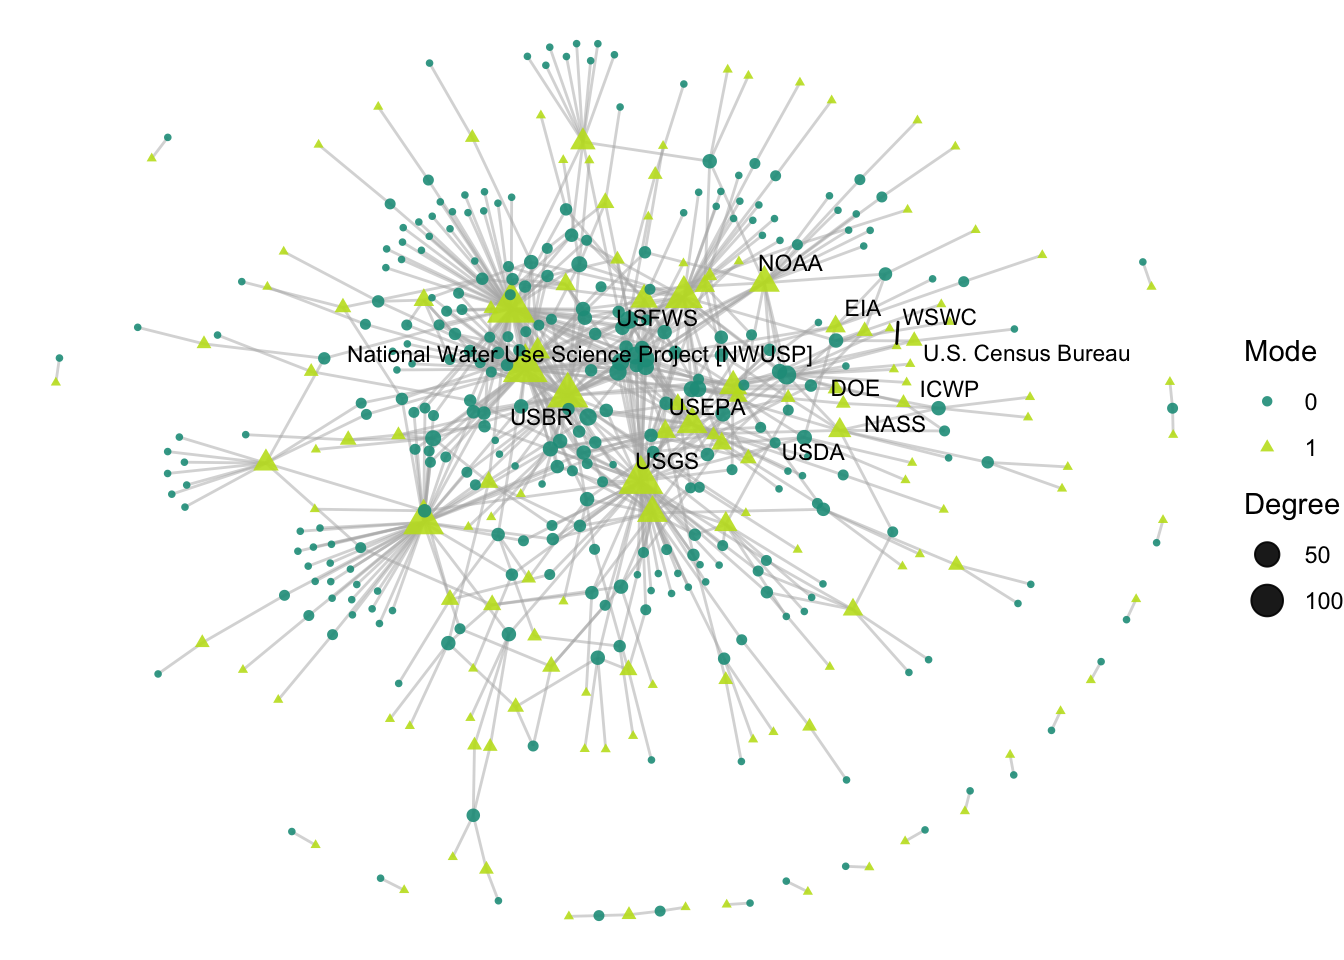 NOAA
EIA
WSWC
USFWS
National Water Use Science Project [NWUSP]
U.S. Census Bureau
DOE
ICWP
USBR
USEPA
NASS
USDA
USGS
Mode
0
1
Degree
50
100